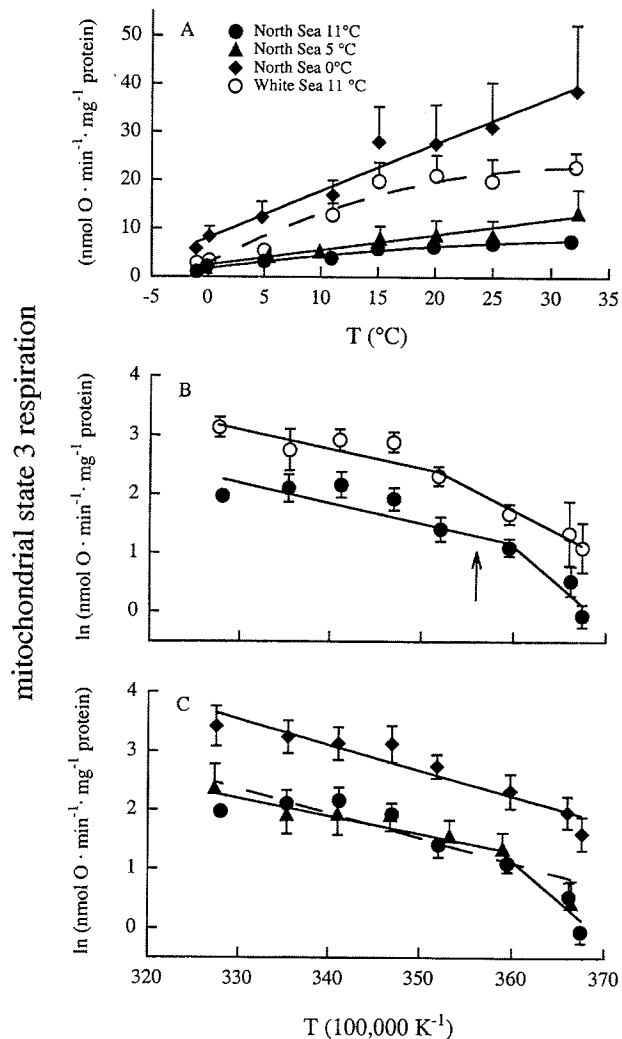 mitochondrial state 3 respiration
A
North Sea 11°C
North Sea 5 °C
North Sea 0°C
White Sea 11 °C
(nmol O · min-1· mg-1 protein)
50
40
30
20
10
0
-5 0 5 10 15 20 25 30 35
T (°C)
B
ln (nmol O · min-1· mg-1 protein)
4
3
2
1
0
C
ln (nmol O · min-1· mg-1 protein)
4
3
2
1
0
320 330 340 350 360 370
T (100,000 K-1)